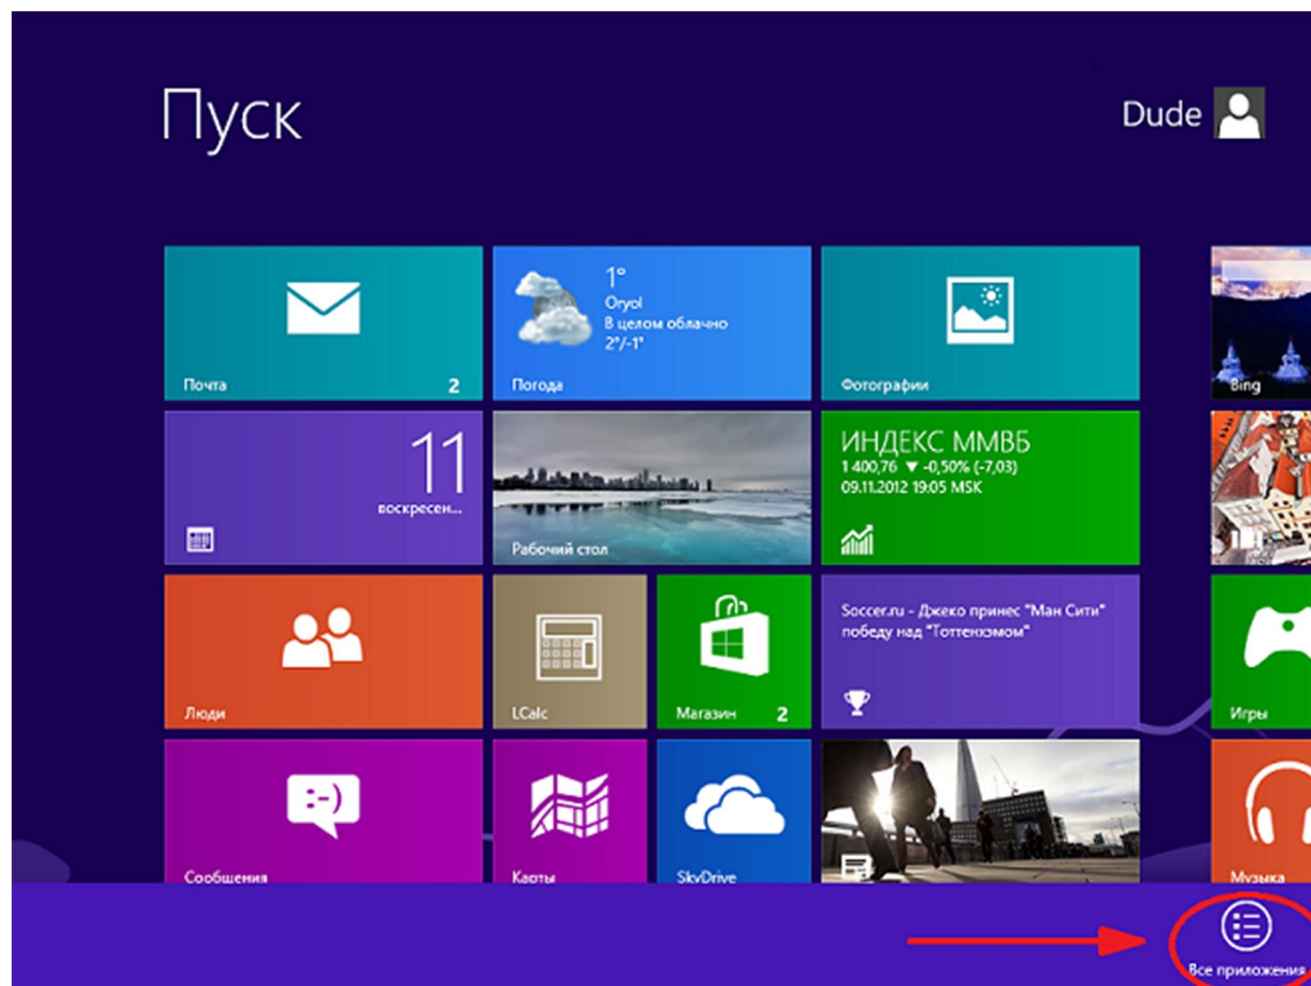 Пуск
Dude
Почта
2
1°
Oryol
В целом облачно
2°/-1°
Погода
Фотографии
Bing
11
воскресен...
Рабочий стол
ИНДЕКС ММВБ
1 400,76 ▼ -0,50% (-7,03)
09.11.2012 19:05 MSK
Люди
LCalc
Магазин
2
Soccer.ru - Джеко принес "Ман Сити"
победу над "Тоттенхэмом"
Игры
:-)
Сообщения
Карты
SkyDrive
Музыка
Все приложения